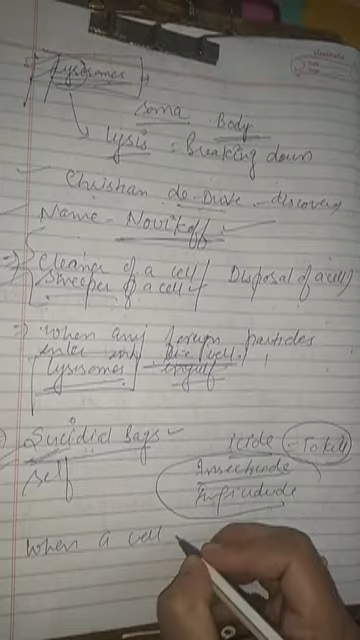 Lysosomes
Soma Body
Lysis = Breaking down
Christian de-Duve - discovery
Name - Novikoff
Cleaner of a cell / Disposal of a cell
Sweeper of a cell
When any foreign particles
enter into the cell.
Lysosomes engulf
Sucidial Bags
icide - To kill
Self
Insecticide
When a cell